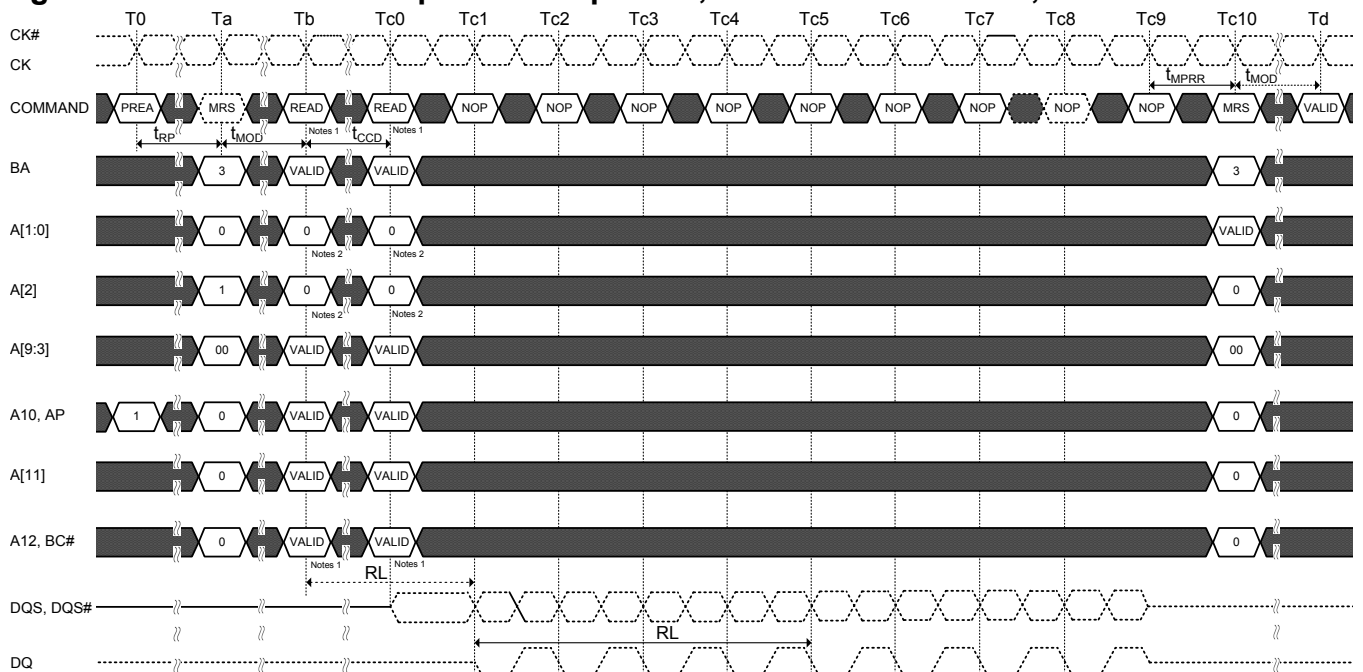 T0 Ta Tb Tc0 Tc1 Tc2 Tc3 Tc4 Tc5 Tc6 Tc7 Tc8 Tc9 Tc10 Td
CK#
CK
tMPRR tMOD
COMMAND PREA MRS READ READ NOP NOP NOP NOP NOP NOP NOP NOP NOP MRS VALID
Notes 1 Notes 1
tRP tMOD tCCD
BA 3 VALID VALID 3
A[1:0] 0 0 0 VALID
Notes 2 Notes 2
A[2] 1 0 0 0
Notes 2 Notes 2
A[9:3] 00 VALID VALID 00
A10, AP 1 0 VALID VALID 0
A[11] 0 VALID VALID 0
A12, BC# 0 VALID VALID 0
Notes 1 Notes 1
RL
DQS, DQS#
RL
DQ